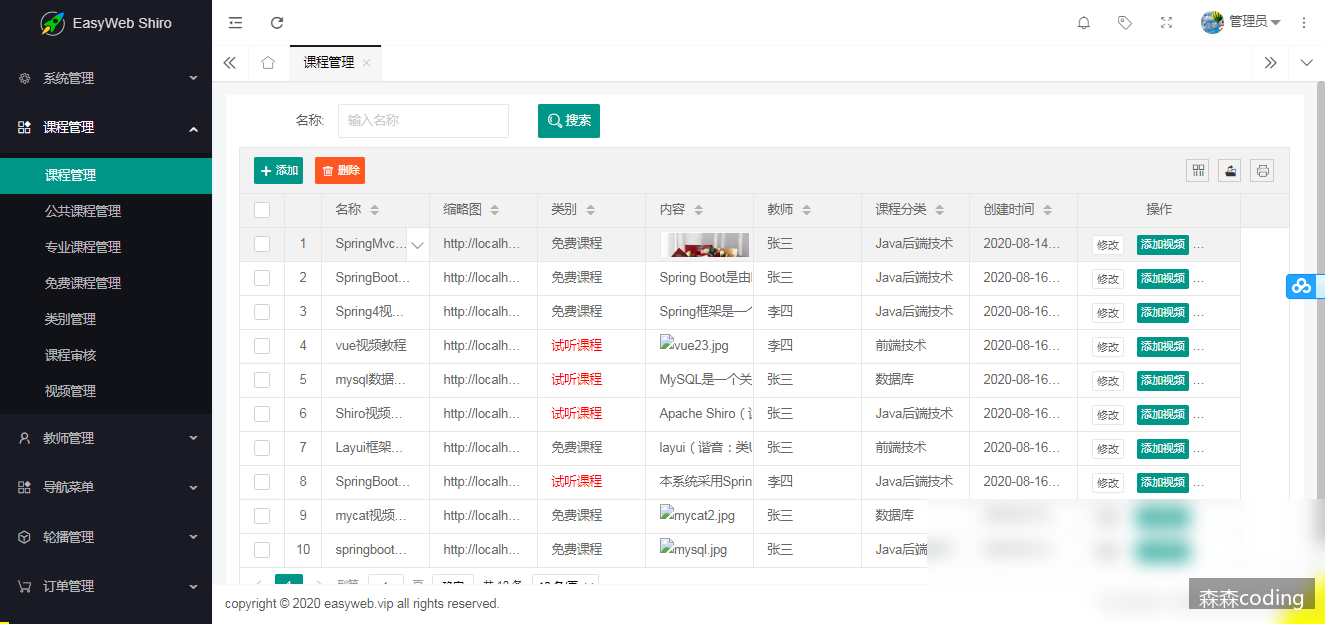 EasyWeb Shiro
管理员
系统管理
课程管理
课程管理
公共课程管理
专业课程管理
免费课程管理
类别管理
课程审核
视频管理
教师管理
导航菜单
轮播管理
订单管理
课程管理
名称:
输入名称
搜索
添加
删除
名称 缩略图 类别 内容 教师 课程分类 创建时间 操作
1 SpringMvc... http://localh... 免费课程 张三 Java后端技术 2020-08-14... 修改 添加视频 ...
2 SpringBoot... http://localh... 免费课程 Spring Boot是由 张三 Java后端技术 2020-08-16... 修改 添加视频 ...
3 Spring4视... http://localh... 免费课程 Spring框架是一个 李四 Java后端技术 2020-08-16... 修改 添加视频 ...
4 vue视频教程 http://localh... 试听课程 vue23.jpg 李四 前端技术 2020-08-16... 修改 添加视频 ...
5 mysql数据... http://localh... 试听课程 MySQL是一个关 张三 数据库 2020-08-16... 修改 添加视频 ...
6 Shiro视频... http://localh... 试听课程 Apache Shiro（ 张三 Java后端技术 2020-08-16... 修改 添加视频 ...
7 Layui框架... http://localh... 免费课程 layui（谐音：类U 张三 前端技术 2020-08-16... 修改 添加视频 ...
8 SpringBoot... http://localh... 试听课程 本系统采用Sprin 李四 Java后端技术 2020-08-16... 修改 添加视频 ...
9 mycat视频... http://localh... 免费课程 mycat2.jpg 张三 数据库
10 springboot... http://localh... 免费课程 mysql.jpg 张三 Java后端
copyright © 2020 easyweb.vip all rights reserved.
森森coding